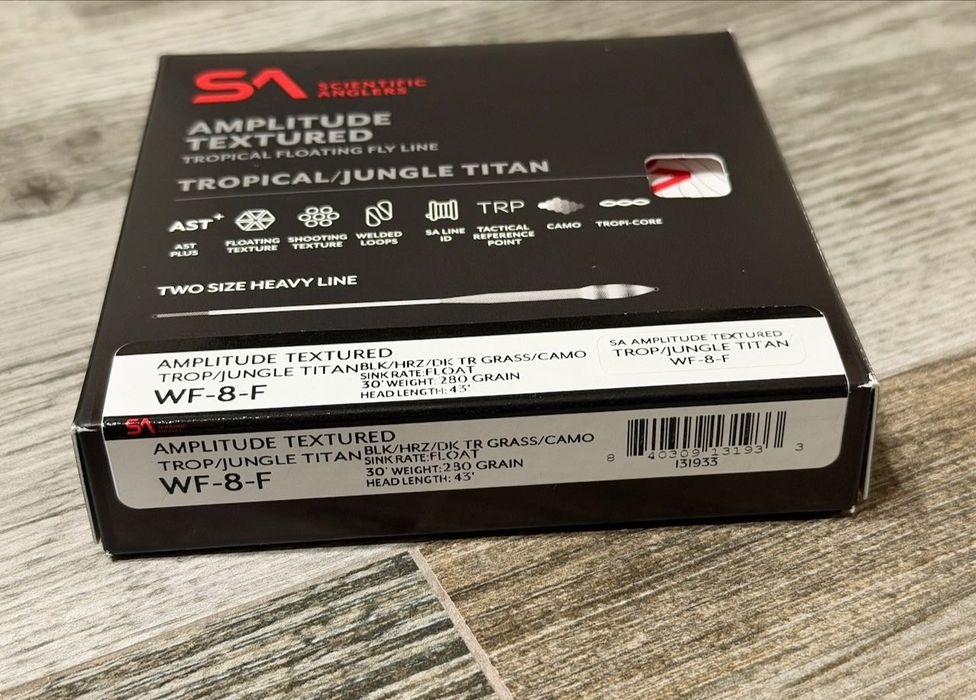 SA SCIENTIFIC
ANGLERS
AMPLITUDE
TEXTURED
TROPICAL FLOATING FLY LINE
TROPICAL/JUNGLE TITAN
AST+
AST
PLUS
FLOATING
TEXTURE
SHOOTING
TEXTURE
WELDED
LOOPS
SA LINE
ID
TRP
TACTICAL
REFERENCE
POINT
CAMO
TROPI-CORE
TWO SIZE HEAVY LINE
AMPLITUDE TEXTURED
TROP/JUNGLE TITAN
WF-8-F
BLK/HRZ/DK TR GRASS/CAMO
SINK RATE:FLOAT
30' WEIGHT: 280 GRAIN
HEAD LENGTH: 43'
SA AMPLITUDE TEXTURED
TROP/JUNGLE TITAN
WF-8-F
SA
AMPLITUDE TEXTURED
TROP/JUNGLE TITAN
WF-8-F
BLK/HRZ/DK TR GRASS/CAMO
SINK RATE:FLOAT
30' WEIGHT: 280 GRAIN
HEAD LENGTH: 43'
8 40309 13193 3
131933